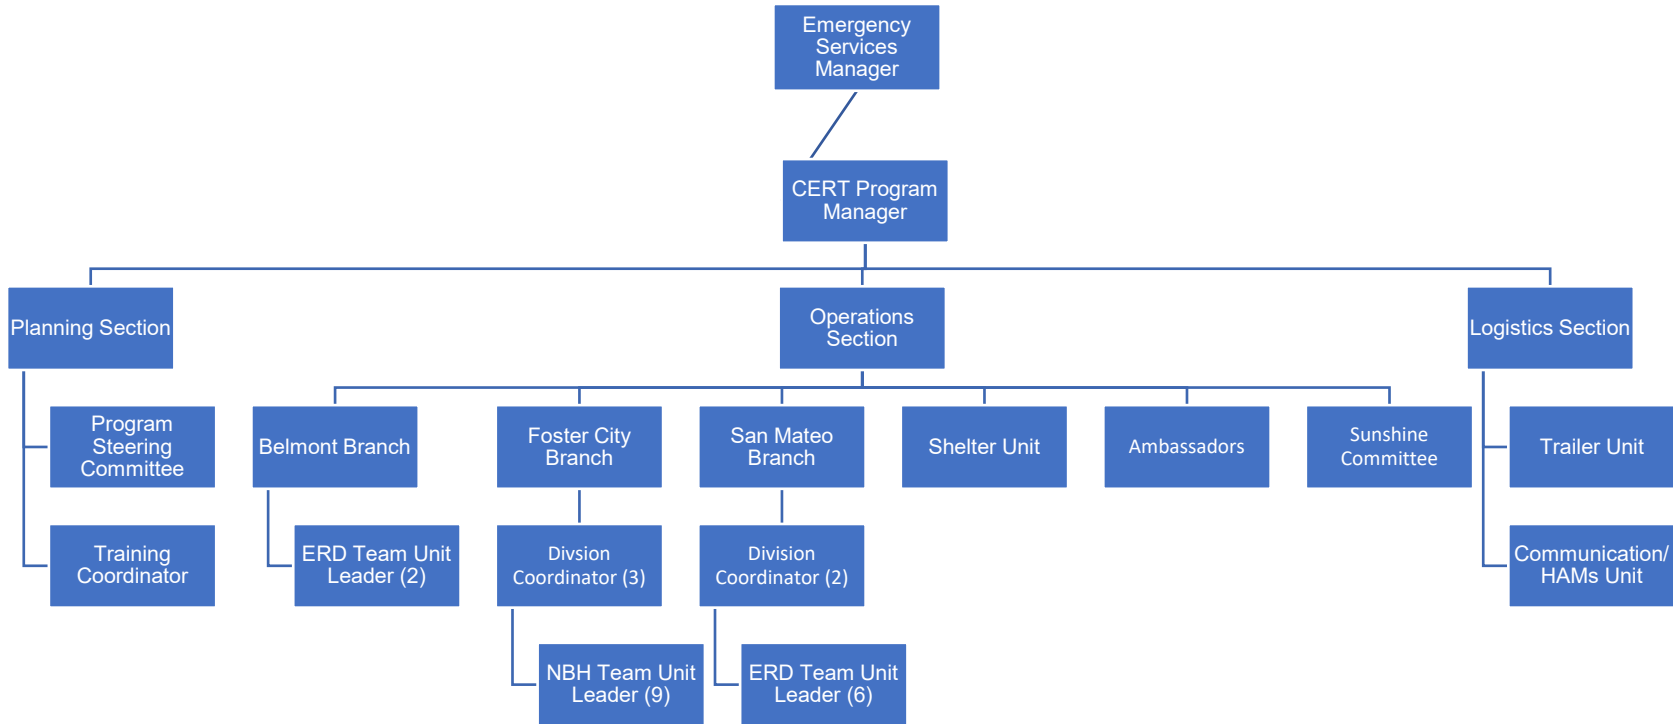 Emergency
Services
Manager
CERT Program
Manager
Planning Section
Operations
Section
Logistics Section
Program
Steering
Committee
Belmont Branch
Foster City
Branch
San Mateo
Branch
Shelter Unit
Ambassadors
Sunshine
Committee
Trailer Unit
Training
Coordinator
ERD Team Unit
Leader (2)
Divsion
Coordinator (3)
Division
Coordinator (2)
Communication/
HAMs Unit
NBH Team Unit
Leader (9)
ERD Team Unit
Leader (6)